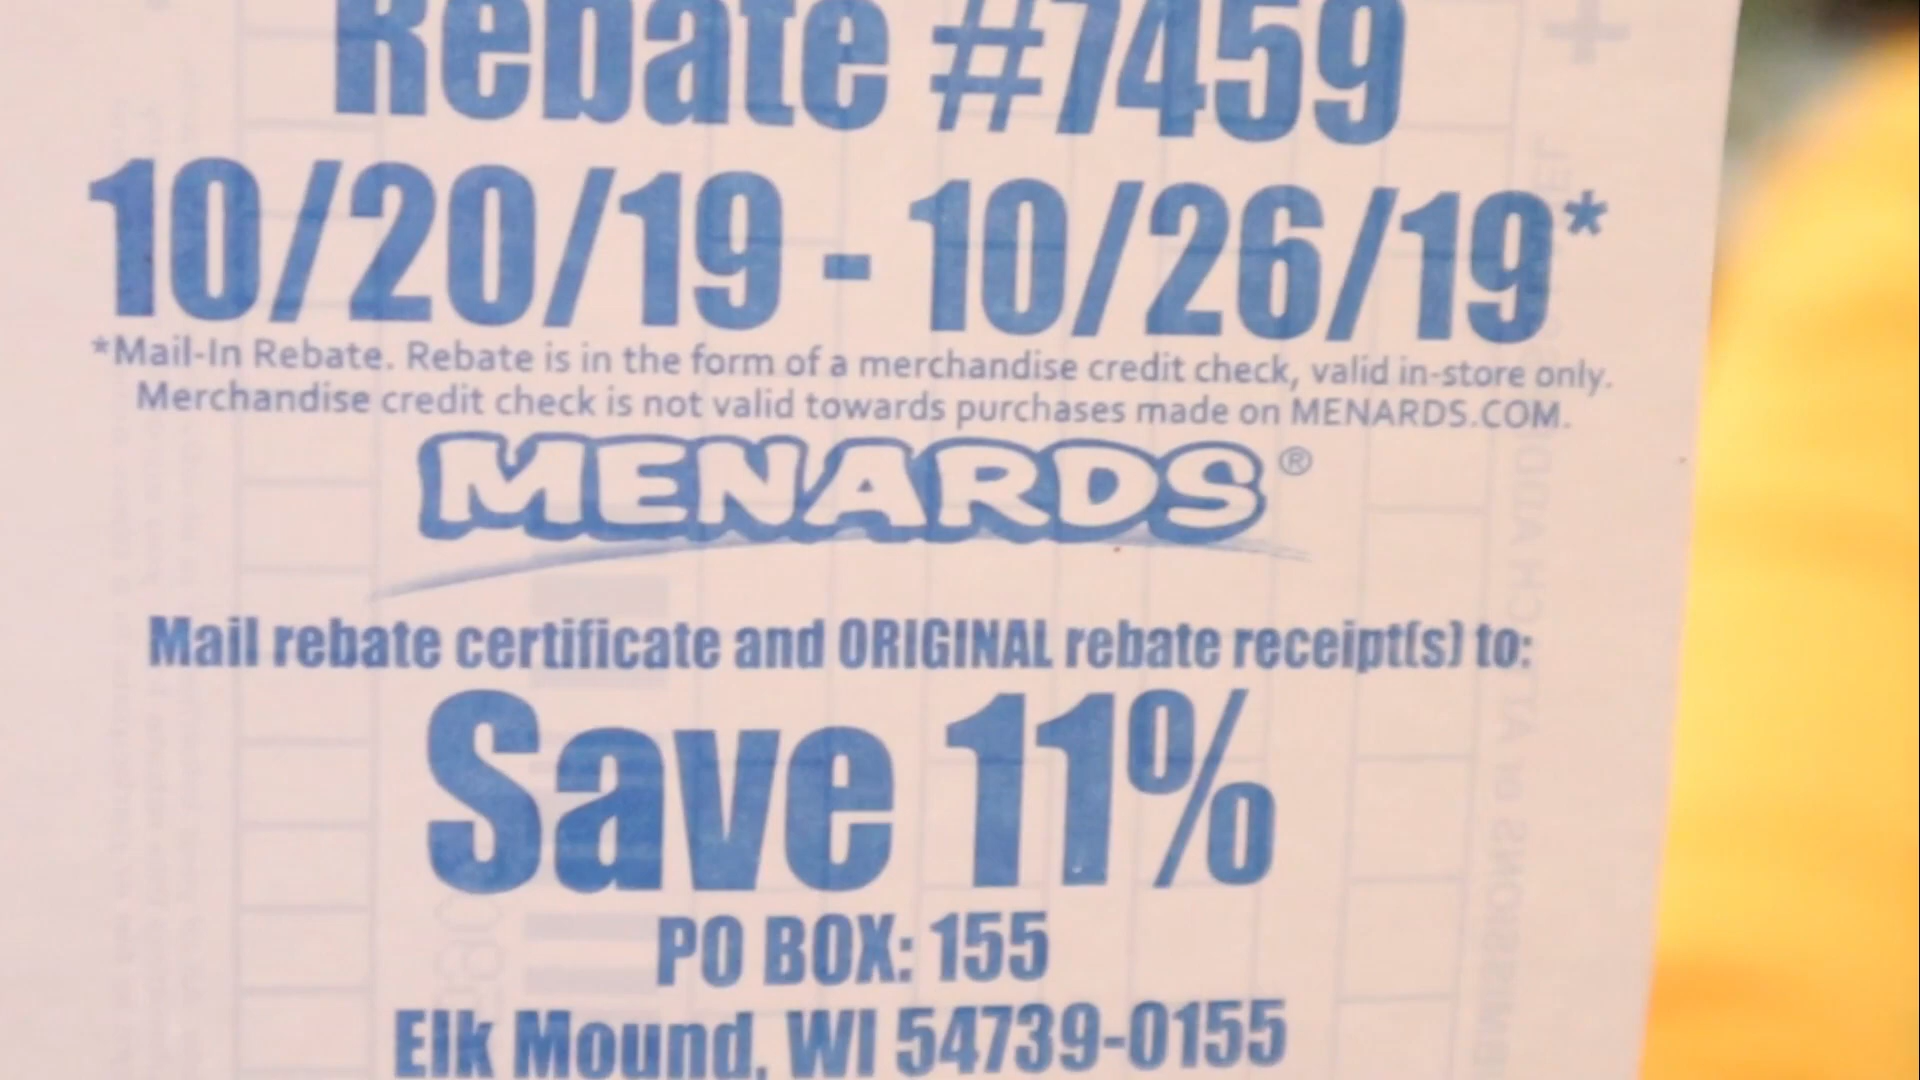 Rebate #7459
10/20/19 - 10/26/19*
*Mail-In Rebate. Rebate is in the form of a merchandise credit check, valid in-store only.
Merchandise credit check is not valid towards purchases made on MENARDS.COM.
MENARDS®
Mail rebate certificate and ORIGINAL rebate receipt(s) to:
Save 11%
PO BOX: 155
Elk Mound, WI 54739-0155